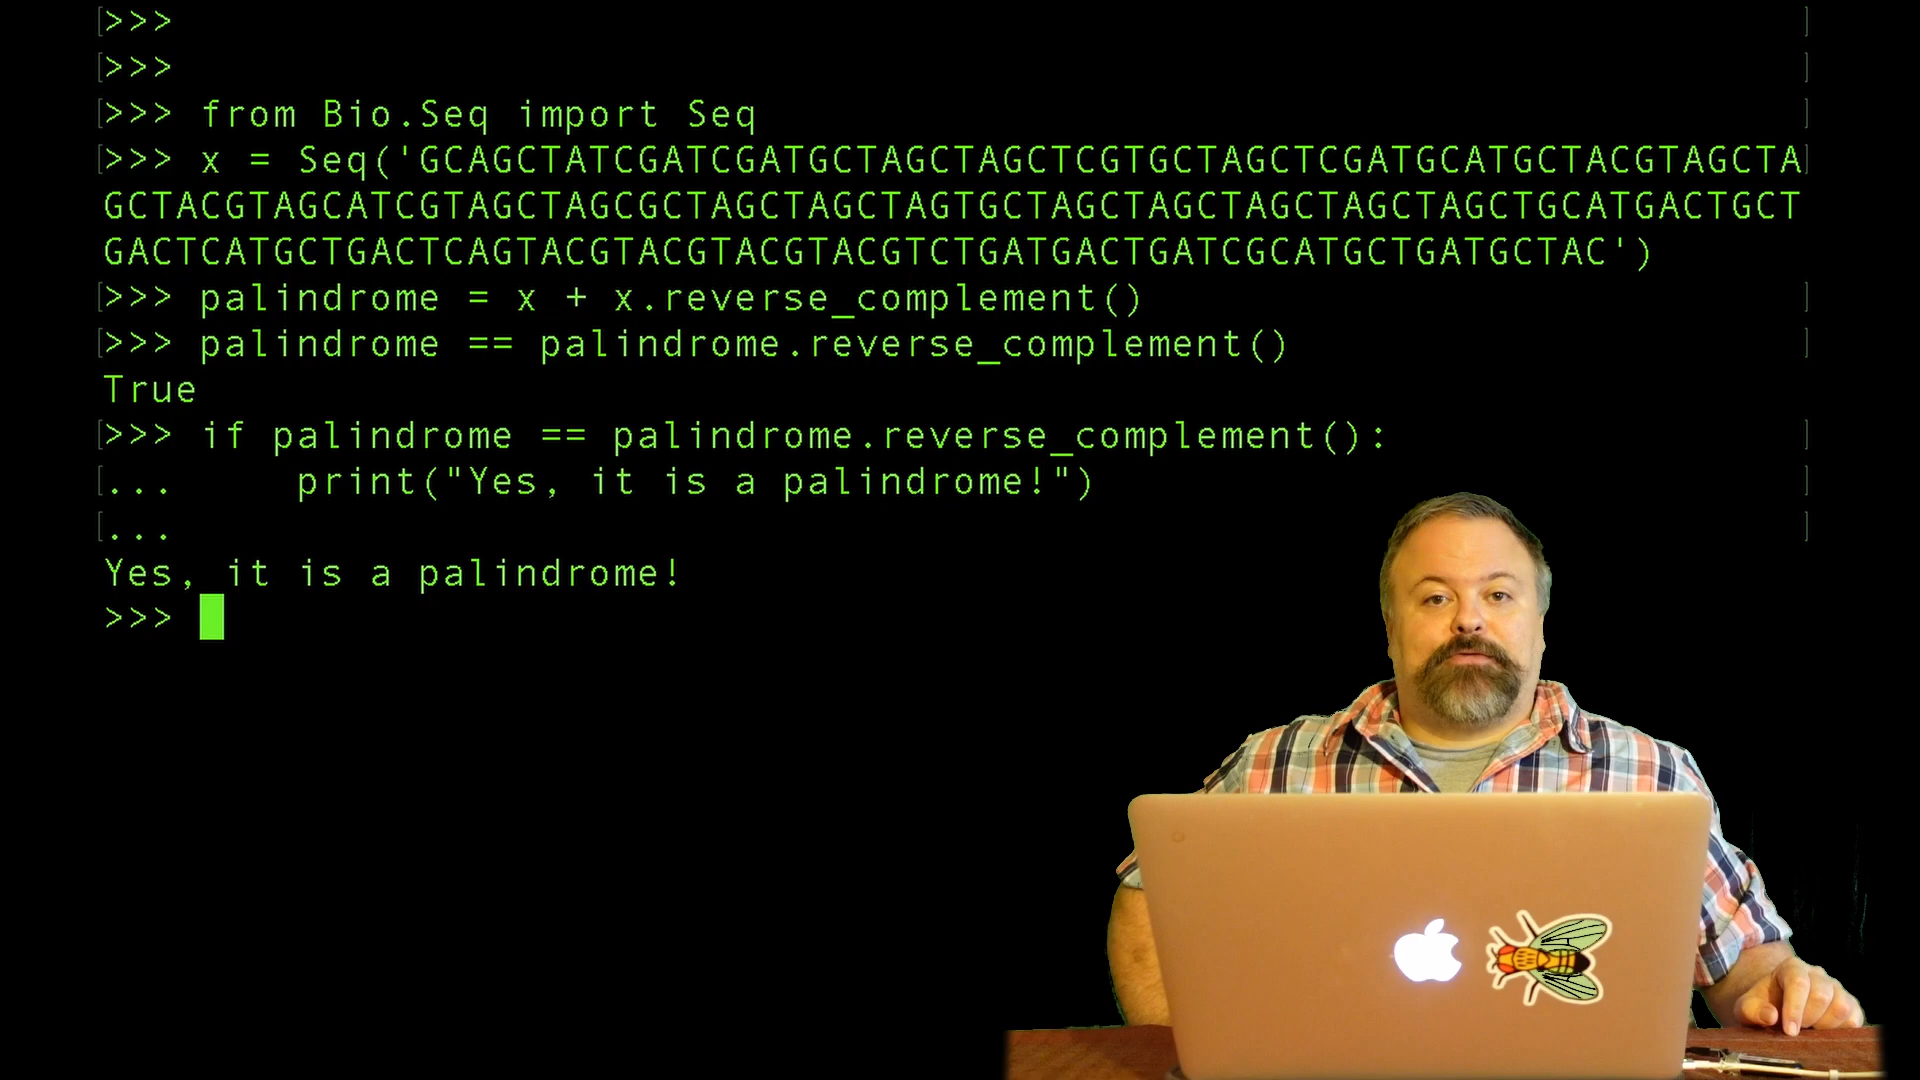 >>>
>>>
>>> from Bio.Seq import Seq
>>> x = Seq('GCAGCTATCGATCGATGCTAGCTAGCTCGTGCTAGCTCGATGCATGCTACGTAGCTA
GCTACGTAGCATCGTAGCTAGCGCTAGCTAGCTAGTGCTAGCTAGCTAGCTAGCTAGCTGCATGACTGCT
GACTCATGCTGACTCAGTACGTACGTACGTACGTCTGATGACTGATCGCATGCTGATGCTAC')
>>> palindrome = x + x.reverse_complement()
>>> palindrome == palindrome.reverse_complement()
True
>>> if palindrome == palindrome.reverse_complement():
...     print("Yes, it is a palindrome!")
...
Yes, it is a palindrome!
>>>